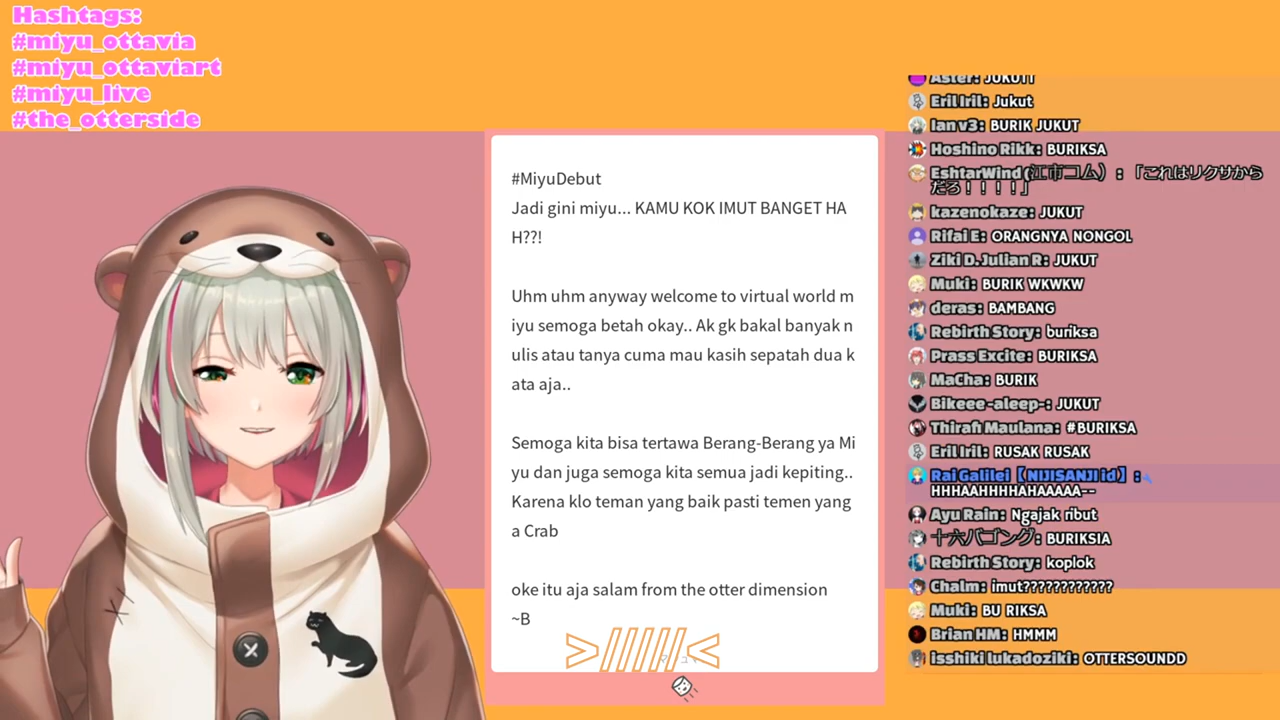 Hashtags:
#miyu_ottavia
#miyu_ottaviart
#miyu_live
#the_otterside
#MiyuDebut
Jadi gini miyu... KAMU KOK IMUT BANGET HA
H??!
Uhm uhm anyway welcome to virtual world m
iyu semoga betah okay.. Ak gk bakal banyak n
ulis atau tanya cuma mau kasih sepatah dua k
ata aja..
Semoga kita bisa tertawa Berang-Berang ya Mi
yu dan juga semoga kita semua jadi kepiting..
Karena klo teman yang baik pasti temen yang
a Crab
oke itu aja salam from the otter dimension
~B
Aster: JUKUTT
Eril Iril: Jukut
Ian v3: BURIK JUKUT
Hoshino Rikk: BURIKSA
EshtarWind (江市コム）: 「これはリクサから
だろ！！！！」
kazenokaze: JUKUT
Rifai E: ORANGNYA NONGOL
Ziki D.Julian R: JUKUT
Muki: BURIK WKWKW
deras: BAMBANG
Rebirth Story: buriksa
Prass Excite: BURIKSA
MaCha: BURIK
Bikeee -aleep-: JUKUT
Thirafi Maulana: #BURIKSA
Eril Iril: RUSAK RUSAK
Rai Galilei【NIJISANJI id】:
HHHAAHHHHAHAAAAA--
Ayu Rain: Ngajak ribut
十六バゴング: BURIKSIA
Rebirth Story: koplok
Chalm: imut????????????
Muki: BU RIKSA
Brian HM: HMMM
isshiki lukadoziki: OTTERSOUNDD